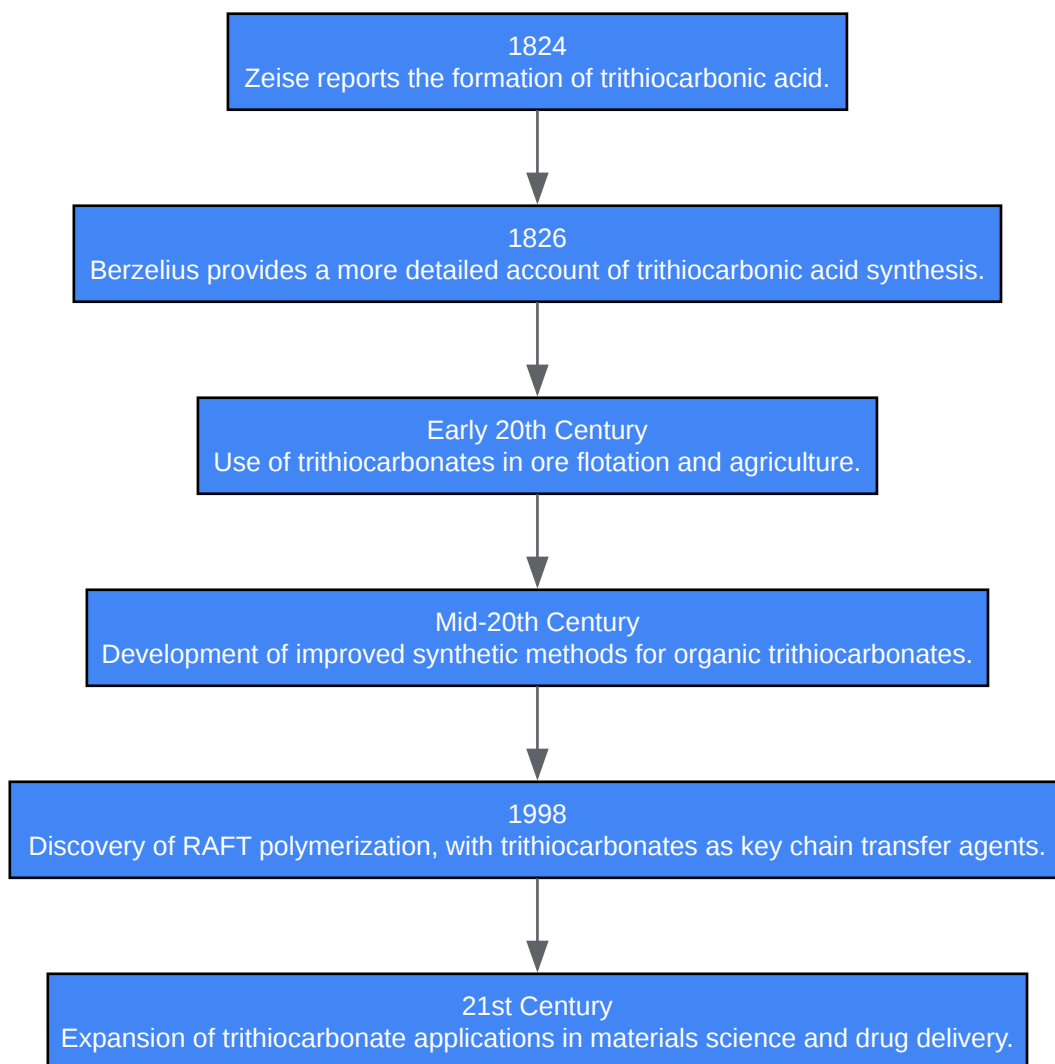 1824
Zeise reports the formation of trithiocarbonic acid.
1826
Berzelius provides a more detailed account of trithiocarbonic acid synthesis.
Early 20th Century
Use of trithiocarbonates in ore flotation and agriculture.
Mid-20th Century
Development of improved synthetic methods for organic trithiocarbonates.
1998
Discovery of RAFT polymerization, with trithiocarbonates as key chain transfer agents.
21st Century
Expansion of trithiocarbonate applications in materials science and drug delivery.